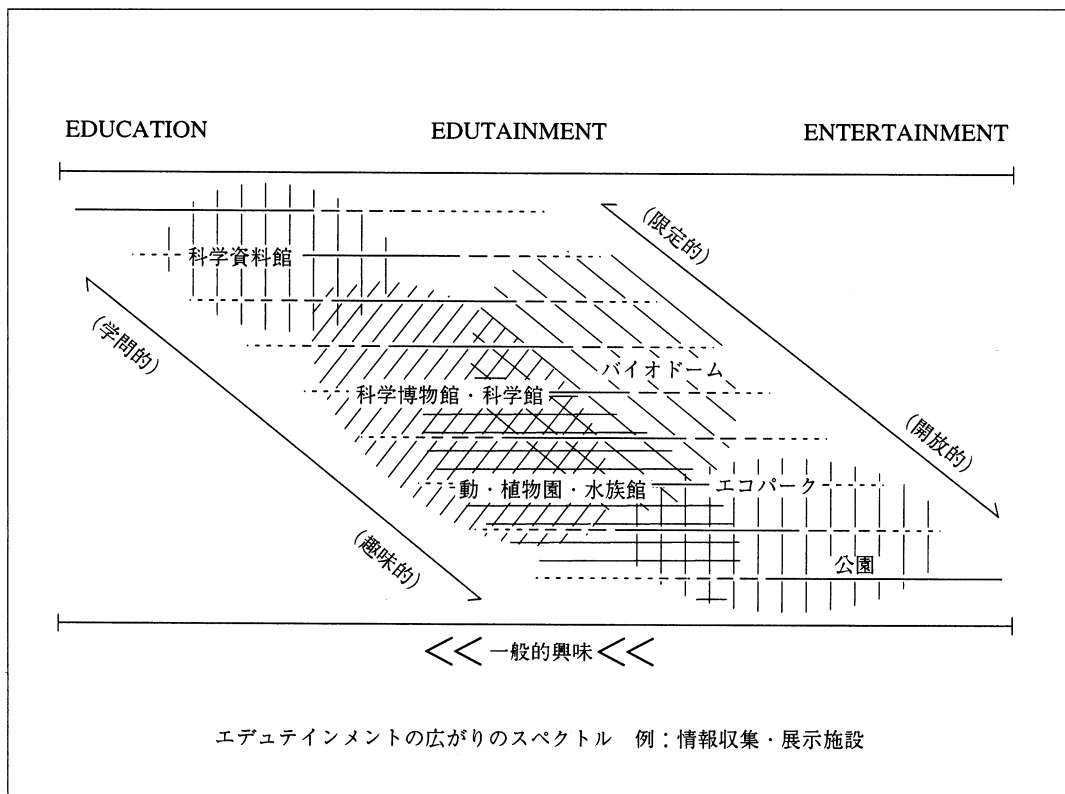 EDUCATION EDUTAINMENT ENTERTAINMENT
(限定的)
科学資料館
(学問的)
バイオドーム
科学博物館・科学館
(開放的)
動・植物園・水族館 エコパーク
(趣味的)
公園
<< 一般的興味 <<
エデュテインメントの広がりのスペクトル 例：情報収集・展示施設